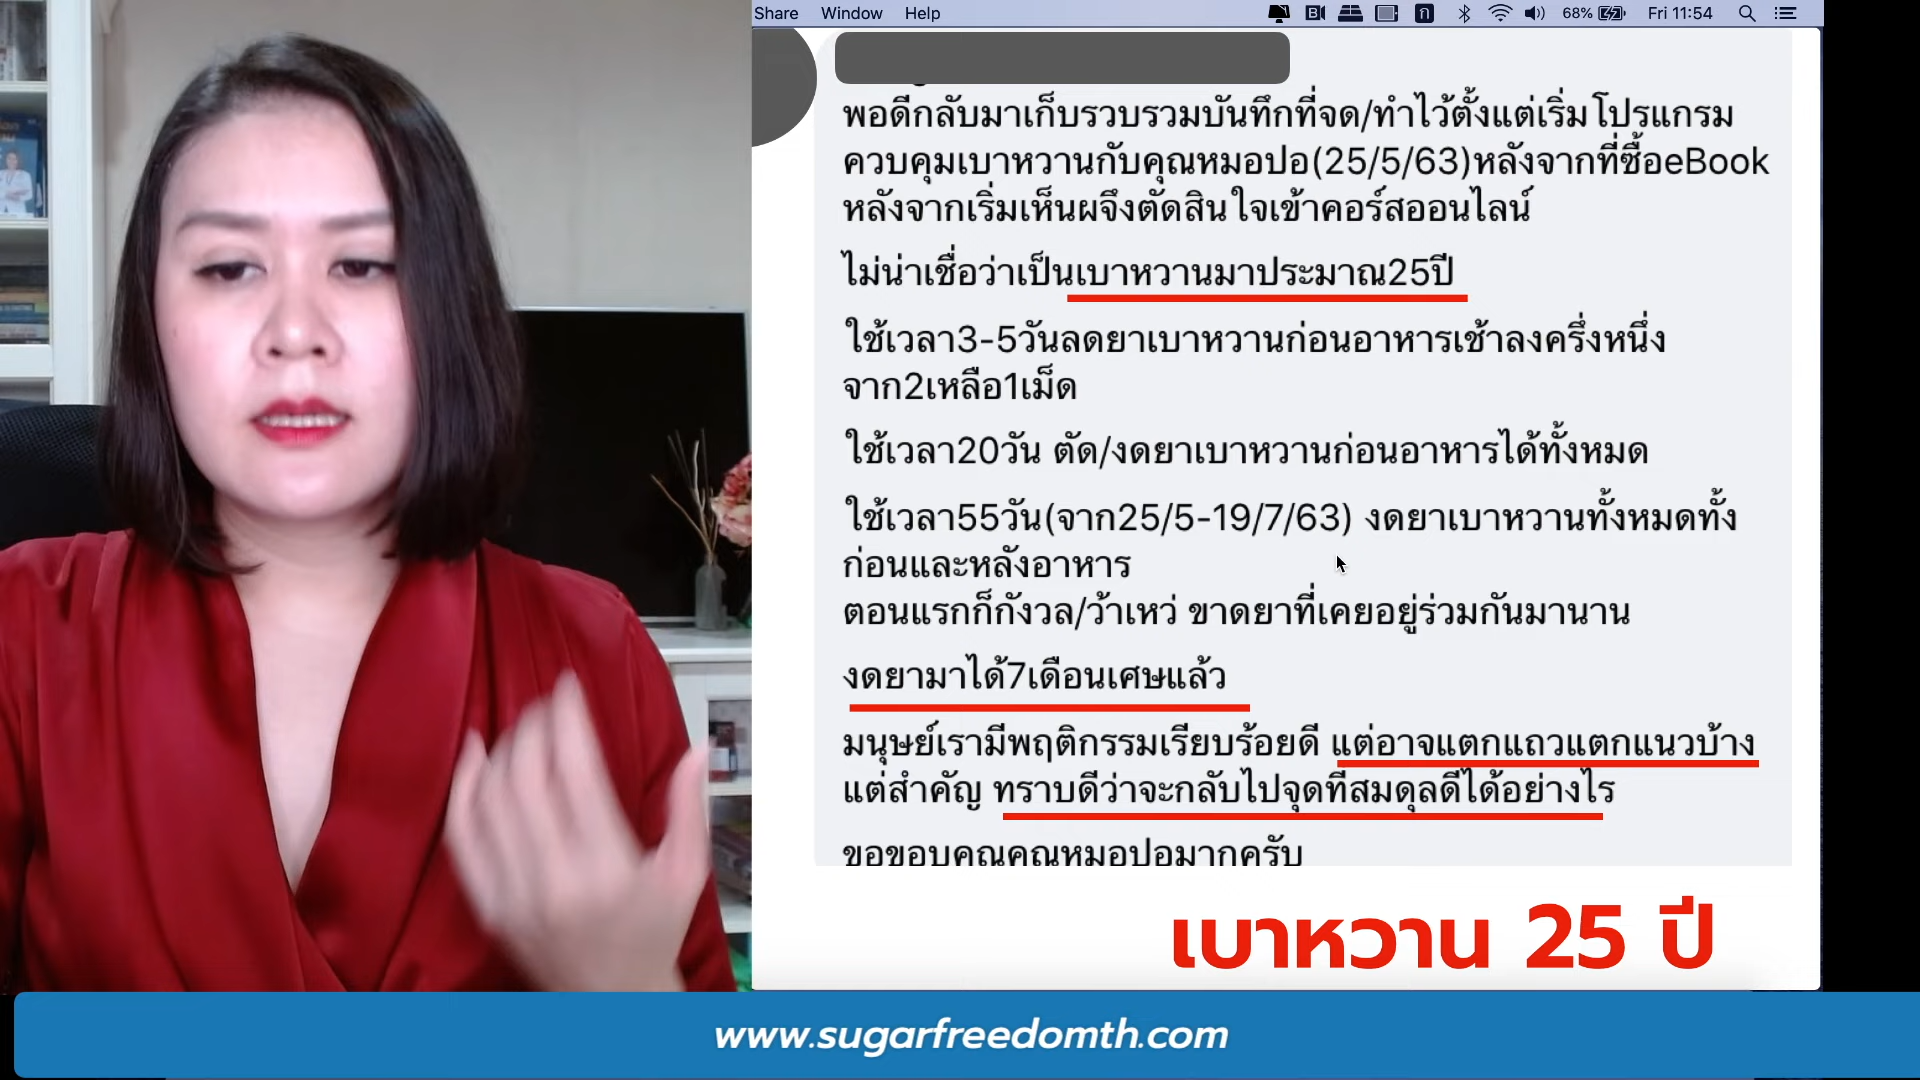 Share Window Help 68% Fri 11:54
พอดีกลับมาเก็บรวบรวมบันทึกที่จด/ทำไว้ตั้งแต่เริ่มโปรแกรม
ควบคุมเบาหวานกับคุณหมอปอ(25/5/63)หลังจากที่ซื้อeBook
หลังจากเริ่มเห็นผจึงตัดสินใจเข้าคอร์สออนไลน์
ไม่น่าเชื่อว่าเป็นเบาหวานมาประมาณ25ปี
ใช้เวลา3-5วันลดยาเบาหวานก่อนอาหารเช้าลงครึ่งหนึ่ง
จาก2เหลือ1เม็ด
ใช้เวลา20วัน ตัด/งดยาเบาหวานก่อนอาหารได้ทั้งหมด
ใช้เวลา55วัน(จาก25/5-19/7/63) งดยาเบาหวานทั้งหมดทั้ง
ก่อนและหลังอาหาร
ตอนแรกก็กังวล/ว้าเหว่ ขาดยาที่เคยอยู่ร่วมกันมานาน
งดยามาได้7เดือนเศษแล้ว
มนุษย์เรามีพฤติกรรมเรียบร้อยดี แต่อาจแตกแถวแตกแนวบ้าง
แต่สำคัญ ทราบดีว่าจะกลับไปจุดที่สมดุลดีได้อย่างไร
ขอขอบคุณคุณหมอปอมากครับ
เบาหวาน 25 ปี
www.sugarfreedomth.com